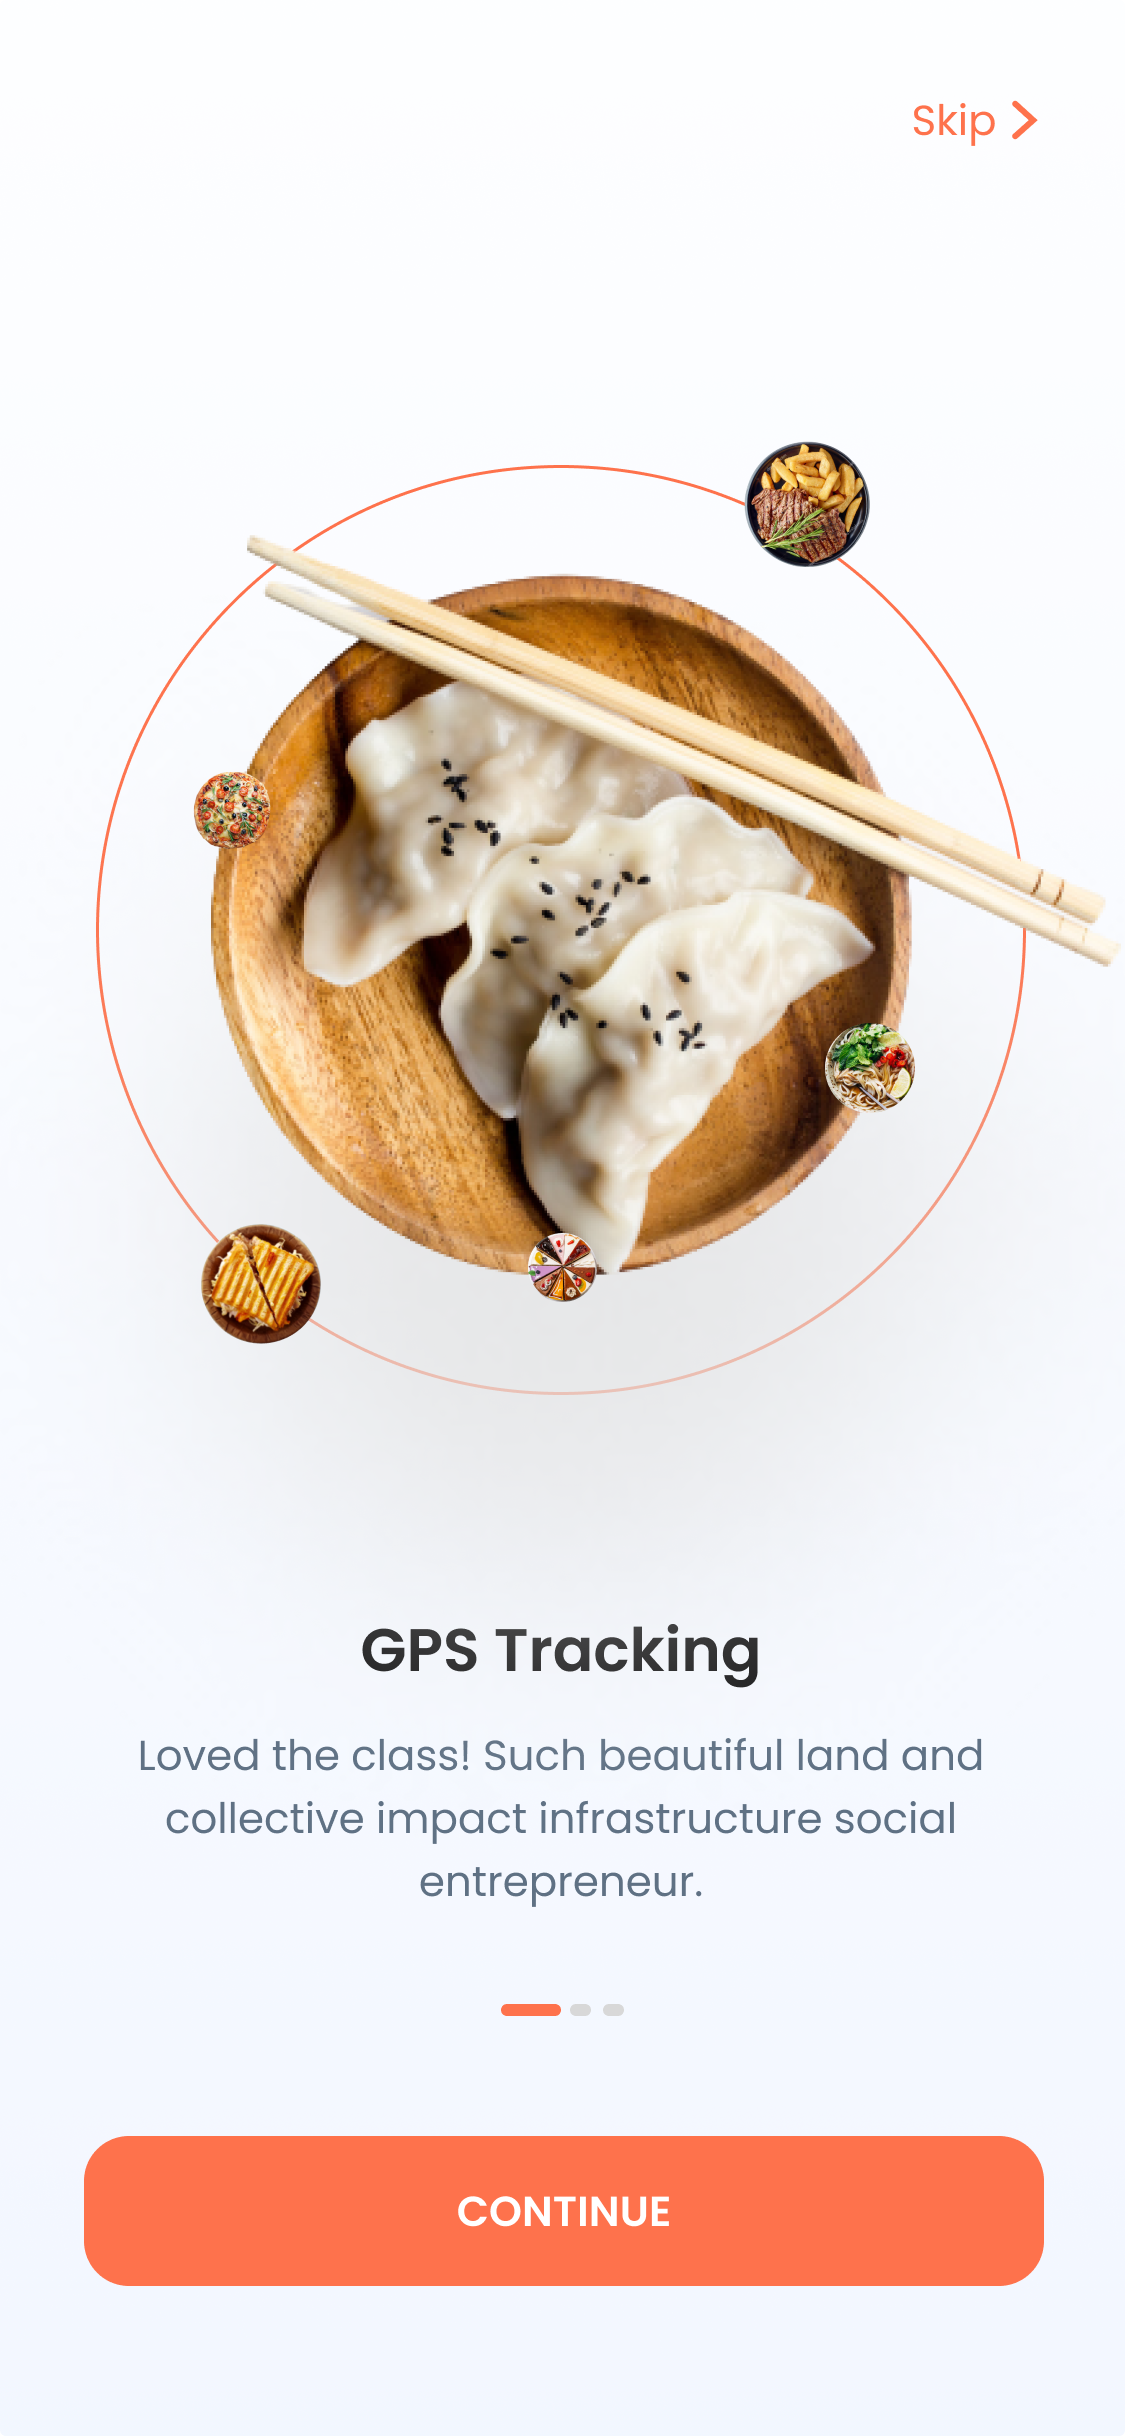 Skip
GPS Tracking
Loved the class! Such beautiful land and
collective impact infrastructure social
entrepreneur.
CONTINUE